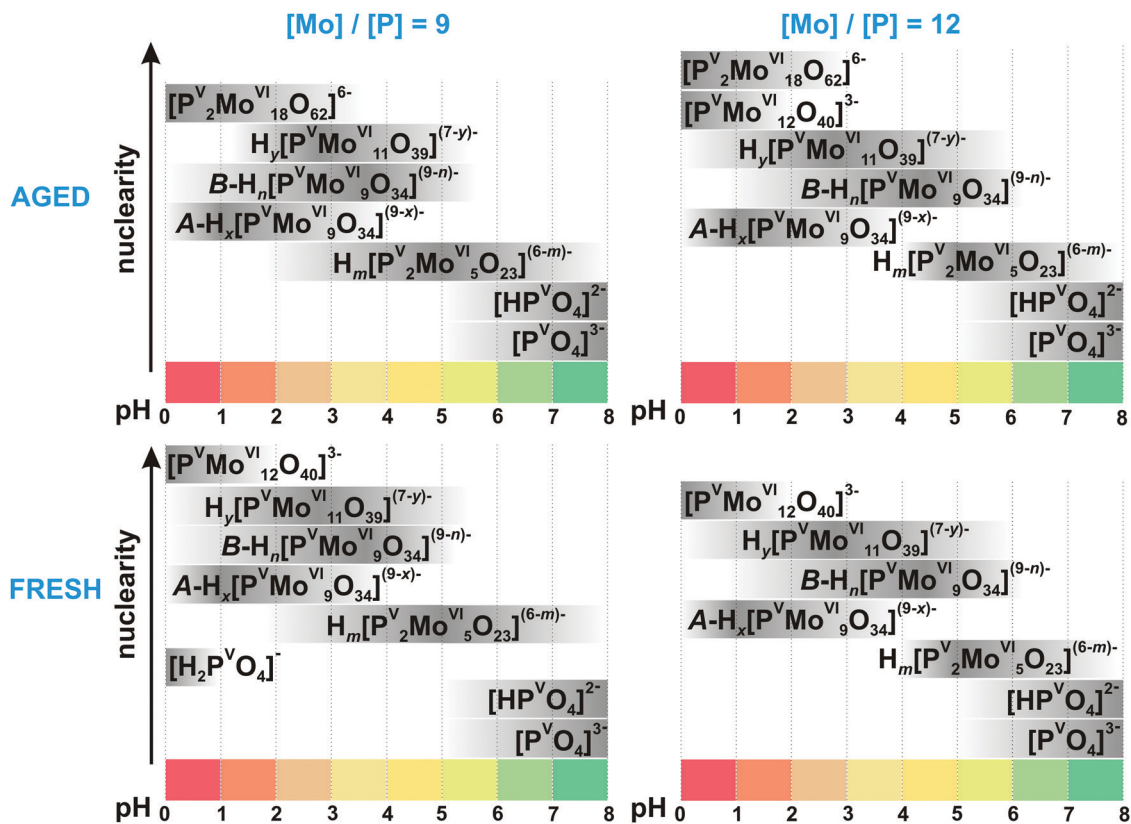 [Mo] / [P] = 9
[Mo] / [P] = 12
AGED
nuclearity
[P^V_2Mo^VI_18O_62]^6-
H_y[P^VMo^VI_11O_39]^(7-y)-
B-H_n[P^VMo^VI_9O_34]^(9-n)-
A-H_x[P^VMo^VI_9O_34]^(9-x)-
H_m[P^V_2Mo^VI_5O_23]^(6-m)-
[HP^VO_4]^2-
[P^VO_4]^3-
pH 0 1 2 3 4 5 6 7 8
[P^V_2Mo^VI_18O_62]^6-
[P^VMo^VI_12O_40]^3-
H_y[P^VMo^VI_11O_39]^(7-y)-
B-H_n[P^VMo^VI_9O_34]^(9-n)-
A-H_x[P^VMo^VI_9O_34]^(9-x)-
H_m[P^V_2Mo^VI_5O_23]^(6-m)-
[HP^VO_4]^2-
[P^VO_4]^3-
pH 0 1 2 3 4 5 6 7 8
FRESH
nuclearity
[P^VMo^VI_12O_40]^3-
H_y[P^VMo^VI_11O_39]^(7-y)-
B-H_n[P^VMo^VI_9O_34]^(9-n)-
A-H_x[P^VMo^VI_9O_34]^(9-x)-
H_m[P^V_2Mo^VI_5O_23]^(6-m)-
[H_2P^VO_4]^-
[HP^VO_4]^2-
[P^VO_4]^3-
pH 0 1 2 3 4 5 6 7 8
[P^VMo^VI_12O_40]^3-
H_y[P^VMo^VI_11O_39]^(7-y)-
B-H_n[P^VMo^VI_9O_34]^(9-n)-
A-H_x[P^VMo^VI_9O_34]^(9-x)-
H_m[P^V_2Mo^VI_5O_23]^(6-m)-
[HP^VO_4]^2-
[P^VO_4]^3-
pH 0 1 2 3 4 5 6 7 8